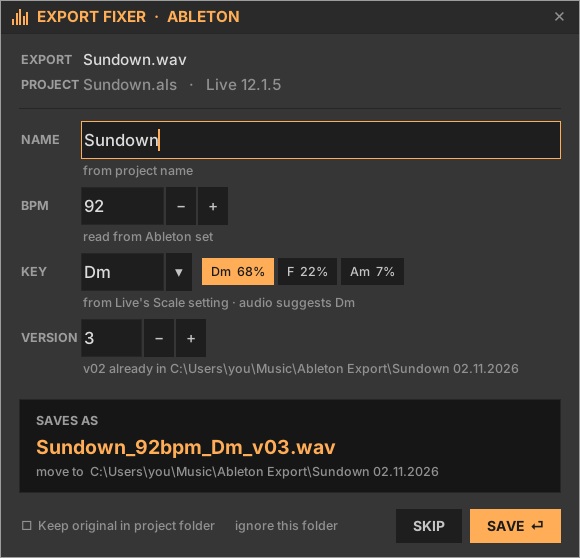 EXPORT FIXER · ABLETON ✕
EXPORT Sundown.wav
PROJECT Sundown.als · Live 12.1.5
NAME Sundown
from project name
BPM 92 − +
read from Ableton set
KEY Dm ▾ Dm 68% F 22% Am 7%
from Live's Scale setting · audio suggests Dm
VERSION 3 − +
v02 already in C:\Users\you\Music\Ableton Export\Sundown 02.11.2026
SAVES AS
Sundown_92bpm_Dm_v03.wav
move to C:\Users\you\Music\Ableton Export\Sundown 02.11.2026
☐ Keep original in project folder ignore this folder SKIP SAVE ⏎